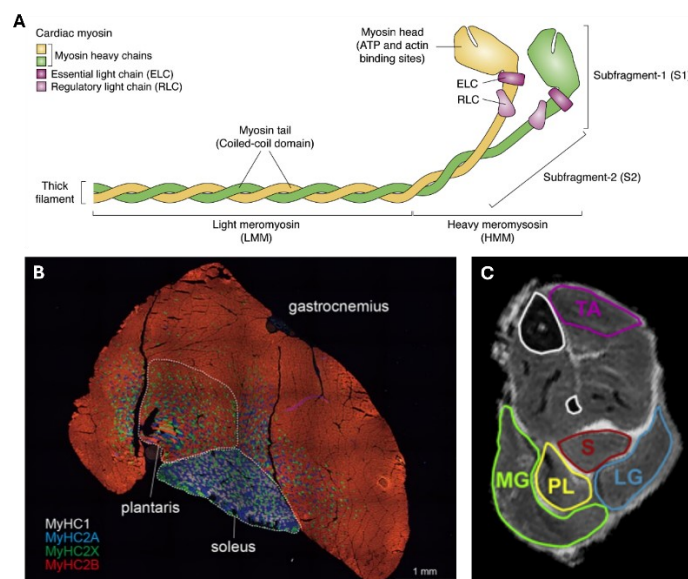 A
Cardiac myosin
Myosin heavy chains
Essential light chain (ELC)
Regulatory light chain (RLC)
Myosin head
(ATP and actin
binding sites)
ELC
RLC
Subfragment-1 (S1)
Myosin tail
(Coiled-coil domain)
Subfragment-2 (S2)
Thick
filament
Light meromyosin
(LMM)
Heavy meromysosin
(HMM)
B
gastrocnemius
plantaris
soleus
MyHC1
MyHC2A
MyHC2X
MyHC2B
1 mm
C
TA
S
MG
PL
LG